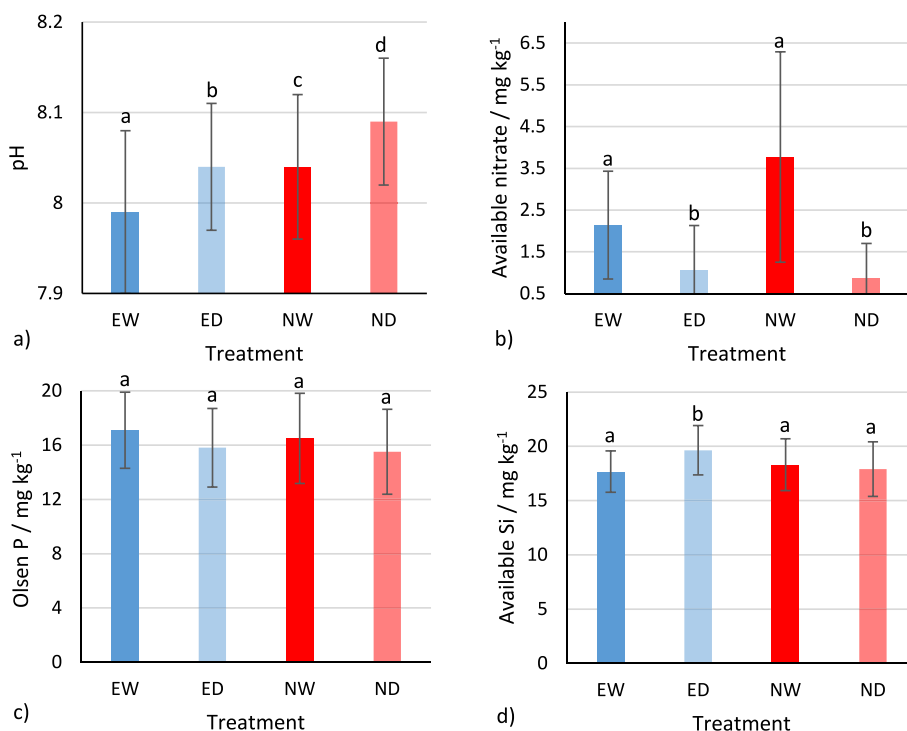 pH
8.2
8.1
8
7.9
a
b
c
d
EW
ED
NW
ND
Treatment
a)
Available nitrate / mg kg⁻¹
6.5
5.5
4.5
3.5
2.5
1.5
0.5
a
b
a
b
EW
ED
NW
ND
Treatment
b)
Olsen P / mg kg⁻¹
20
16
12
8
4
0
a
a
a
a
EW
ED
NW
ND
Treatment
c)
Available Si / mg kg⁻¹
25
20
15
10
5
0
a
b
a
a
EW
ED
NW
ND
Treatment
d)